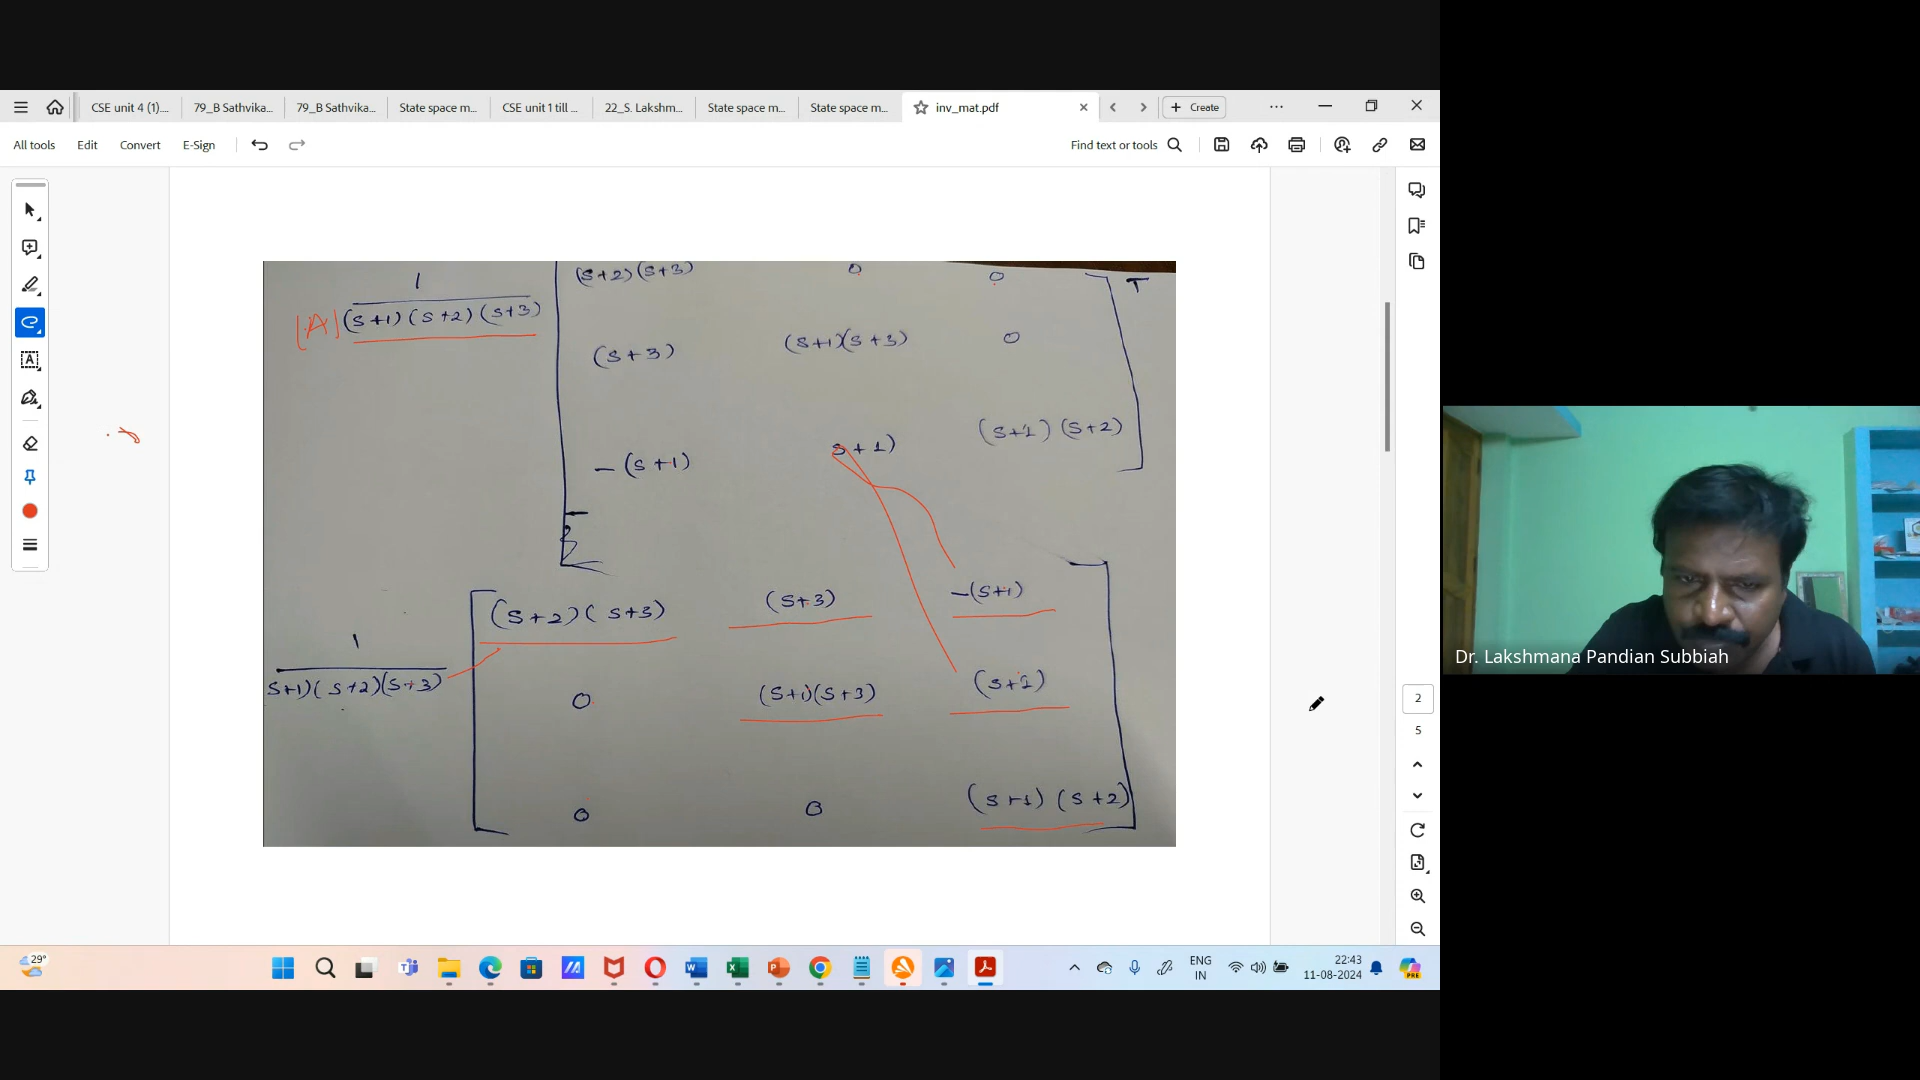 CSE unit 4 (1).... 79_B Sathvika... 79_B Sathvika... State space m... CSE unit 1 till ... 22_S. Lakshm... State space m... State space m... inv_mat.pdf Create
All tools Edit Convert E-Sign Find text or tools
1 (s+2)(s+3) 0 0 T
[A] (s+1)(s+2)(s+3)
(s+3) (s+1)(s+3) 0
-(s+1) s+1) (s+1)(s+2)
(s+2)(s+3) (s+3) -(s+1)
1
s+1)(s+2)(s+3) 0 (s+1)(s+3) (s+1)
0 0 (s+1)(s+2)
Dr. Lakshmana Pandian Subbiah
2
5
29°
ENG
IN
22:43
11-08-2024
PRE